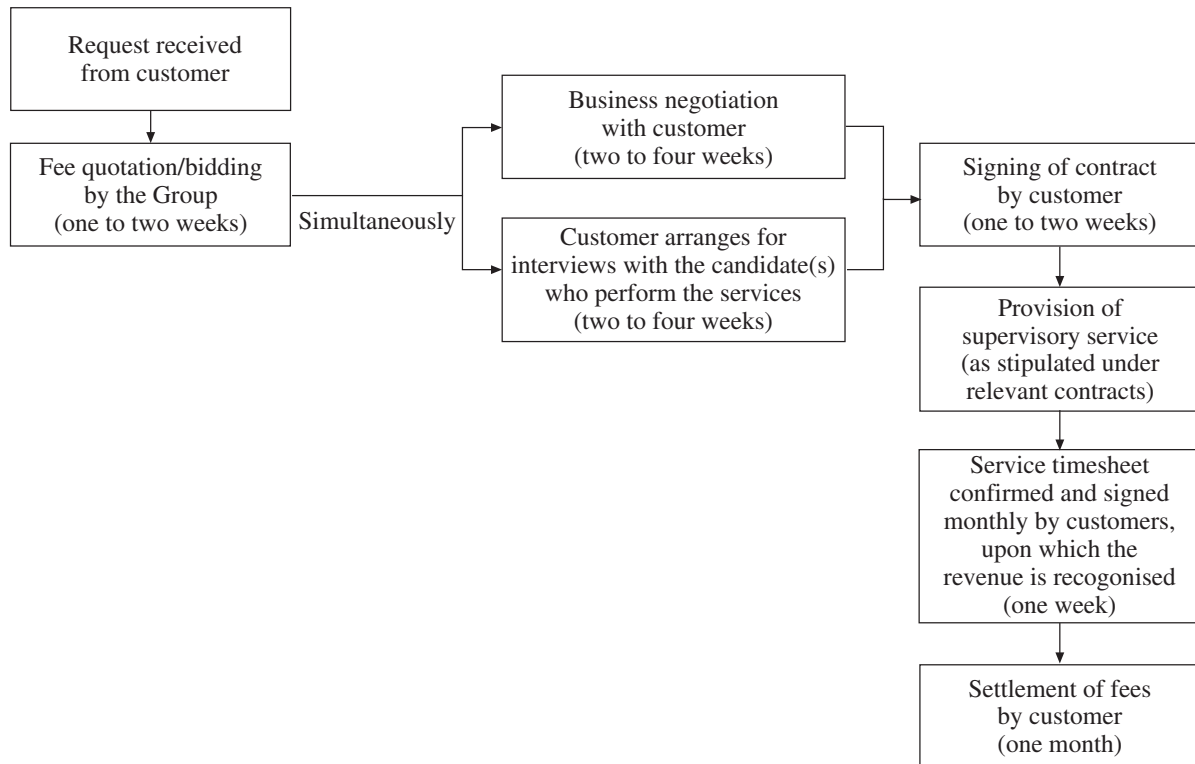 Request received
from customer
Fee quotation/bidding
by the Group
(one to two weeks)
Simultaneously
Business negotiation
with customer
(two to four weeks)
Customer arranges for
interviews with the candidate(s)
who perform the services
(two to four weeks)
Signing of contract
by customer
(one to two weeks)
Provision of
supervisory service
(as stipulated under
relevant contracts)
Service timesheet
confirmed and signed
monthly by customers,
upon which the
revenue is recogonised
(one week)
Settlement of fees
by customer
(one month)